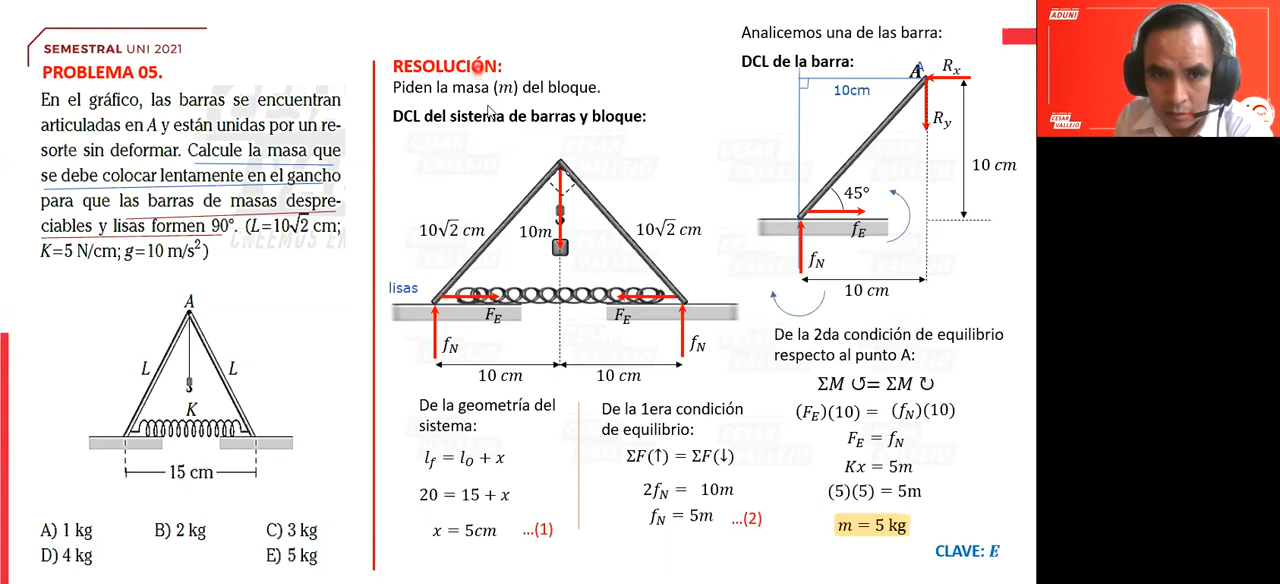 SEMESTRAL UNI 2021
PROBLEMA 05.
En el gráfico, las barras se encuentran
articuladas en A y están unidas por un re-
sorte sin deformar. Calcule la masa que
se debe colocar lentamente en el gancho
para que las barras de masas despre-
ciables y lisas formen 90°. (L=10√2 cm;
K=5 N/cm; g=10 m/s²)
CREEMOS EN
A
L
L
K
15 cm
A) 1 kg
B) 2 kg
C) 3 kg
D) 4 kg
E) 5 kg
RESOLUCIÓN:
Piden la masa (m) del bloque.
DCL del sistema de barras y bloque:
10√2 cm
10m
10√2 cm
lisas
F_E
F_E
f_N
f_N
10 cm
10 cm
De la geometría del
sistema:
l_f = l_O + x
20 = 15 + x
x = 5cm ...(1)
De la 1era condición
de equilibrio:
ΣF(↑) = ΣF(↓)
2f_N = 10m
f_N = 5m ...(2)
Analicemos una de las barra:
DCL de la barra:
A
A
R_x
10cm
R_y
10 cm
45°
f_E
f_N
10 cm
De la 2da condición de equilibrio
respecto al punto A:
ΣM ↺= ΣM ↻
(F_E)(10) = (f_N)(10)
F_E = f_N
Kx = 5m
(5)(5) = 5m
m = 5 kg
CLAVE: E
CESAR
VALLEJO
ADUNI
CESAR
VALLEJO